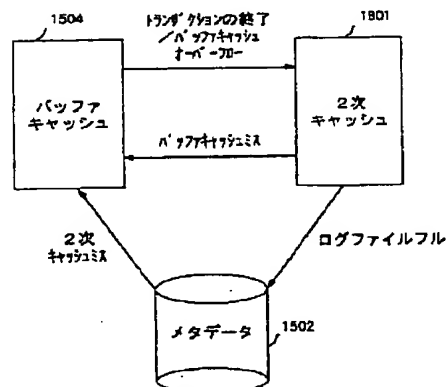 1504
トランザクションの終了
/バッファキャッシュ
オーバーフロー
1801
バッファ
キャッシュ
2次
キャッシュ
バッファキャッシュミス
2次
キャッシュミス
ログファイルフル
メタデータ
1502